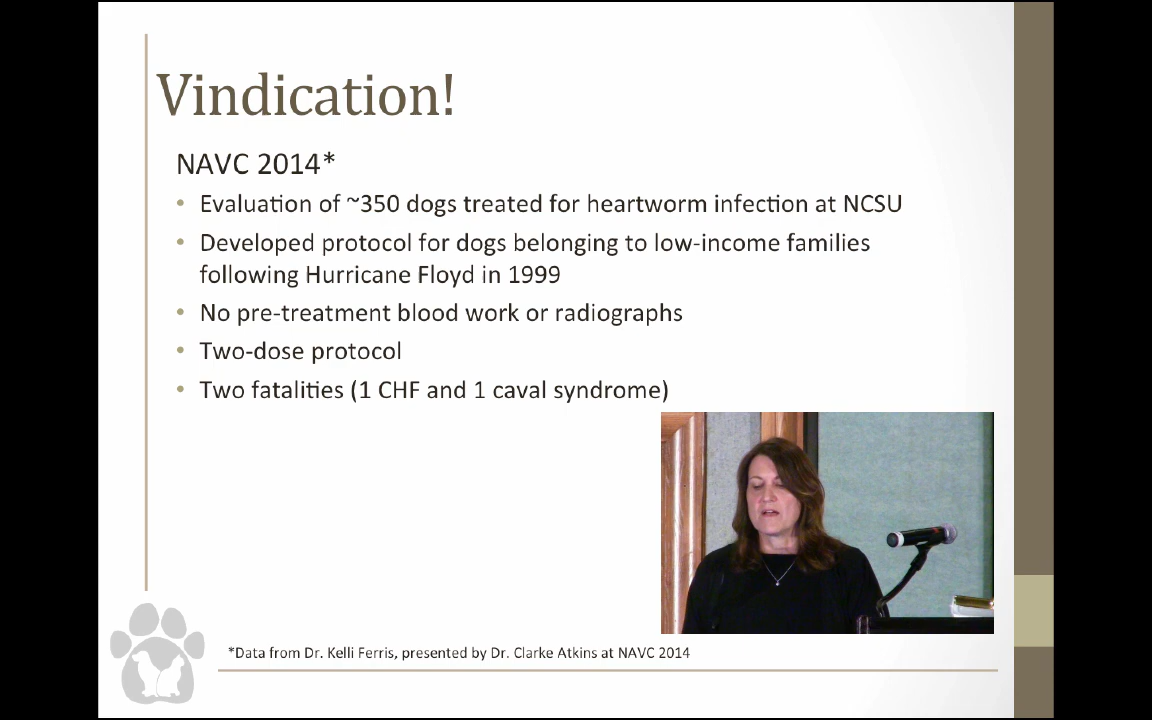 Vindication!
NAVC 2014*
• Evaluation of ~350 dogs treated for heartworm infection at NCSU
• Developed protocol for dogs belonging to low-income families
following Hurricane Floyd in 1999
• No pre-treatment blood work or radiographs
• Two-dose protocol
• Two fatalities (1 CHF and 1 caval syndrome)
*Data from Dr. Kelli Ferris, presented by Dr. Clarke Atkins at NAVC 2014